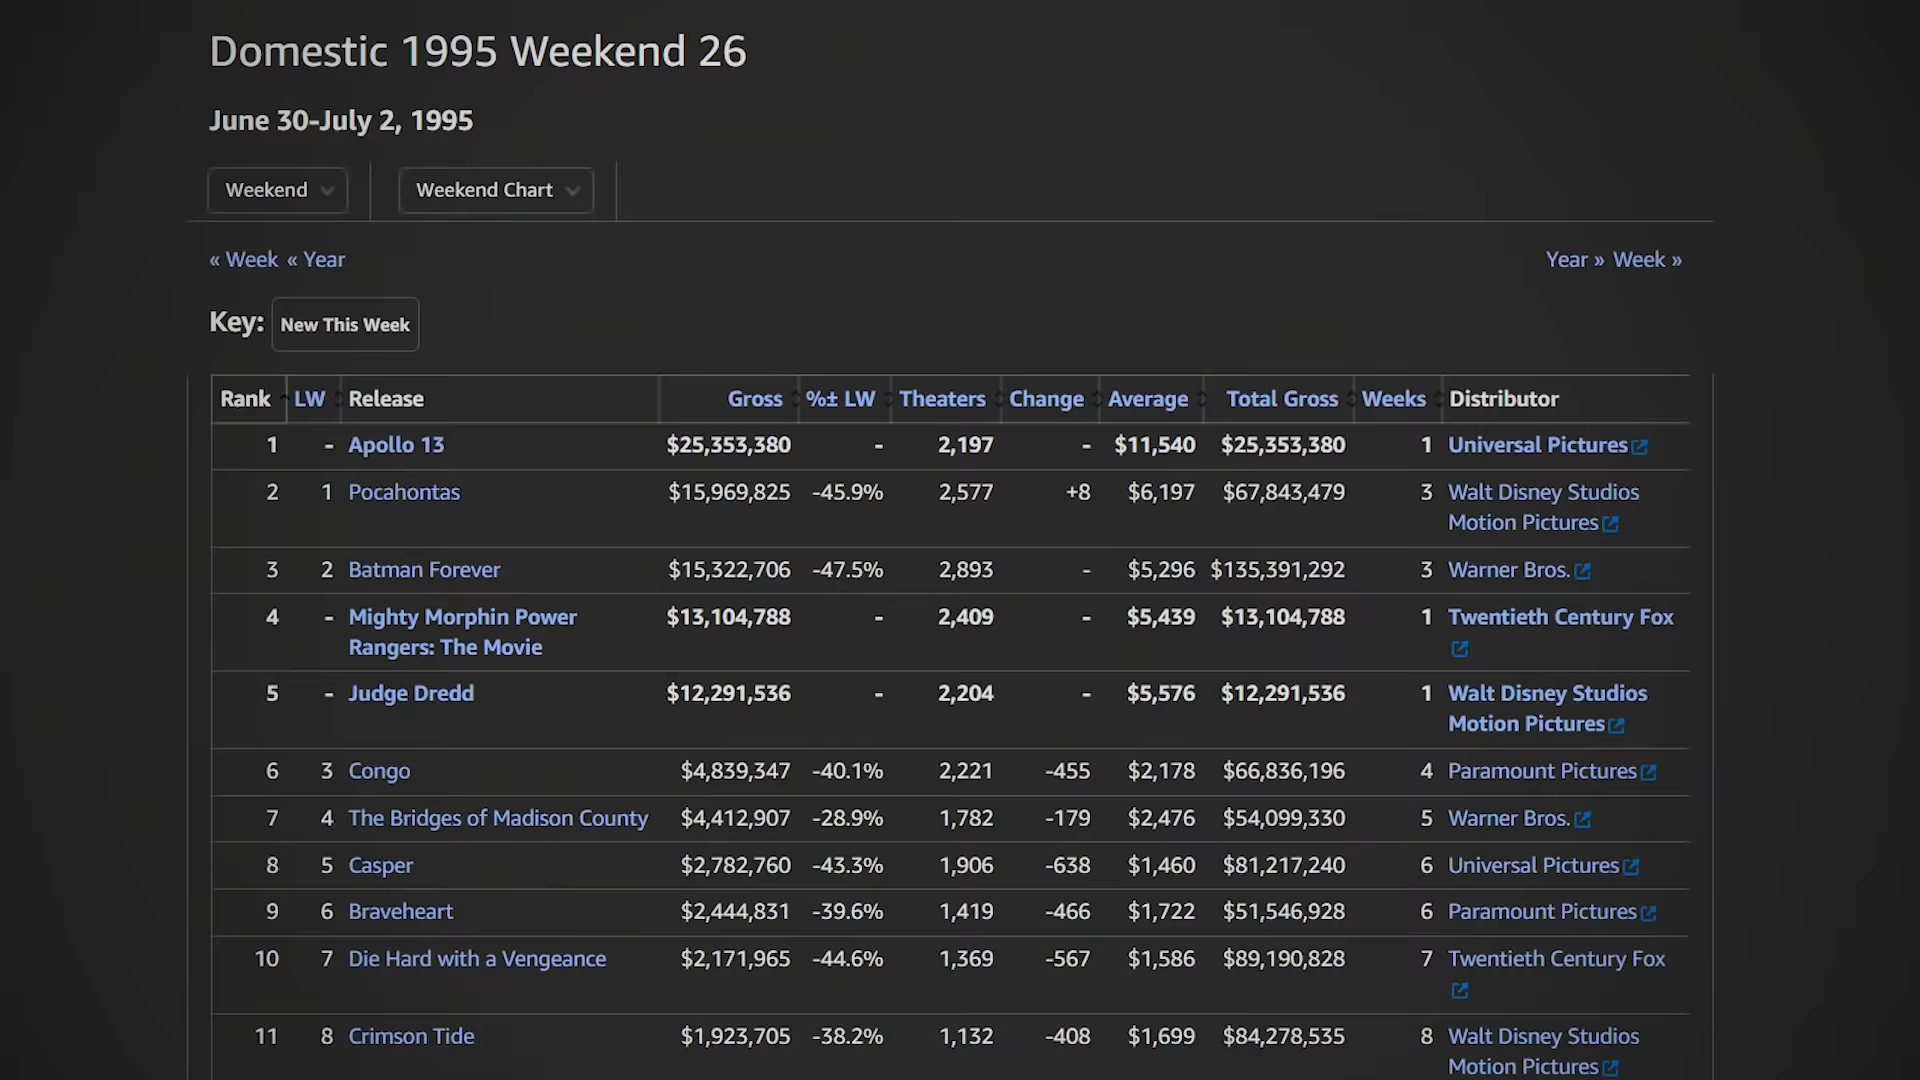 Domestic 1995 Weekend 26
June 30-July 2, 1995
Weekend Weekend Chart
« Week « Year Year » Week »
Key: New This Week
Rank LW Release Gross %± LW Theaters Change Average Total Gross Weeks Distributor
1 - Apollo 13 $25,353,380 - 2,197 - $11,540 $25,353,380 1 Universal Pictures
2 1 Pocahontas $15,969,825 -45.9% 2,577 +8 $6,197 $67,843,479 3 Walt Disney Studios
Motion Pictures
3 2 Batman Forever $15,322,706 -47.5% 2,893 - $5,296 $135,391,292 3 Warner Bros.
4 - Mighty Morphin Power $13,104,788 - 2,409 - $5,439 $13,104,788 1 Twentieth Century Fox
Rangers: The Movie
5 - Judge Dredd $12,291,536 - 2,204 - $5,576 $12,291,536 1 Walt Disney Studios
Motion Pictures
6 3 Congo $4,839,347 -40.1% 2,221 -455 $2,178 $66,836,196 4 Paramount Pictures
7 4 The Bridges of Madison County $4,412,907 -28.9% 1,782 -179 $2,476 $54,099,330 5 Warner Bros.
8 5 Casper $2,782,760 -43.3% 1,906 -638 $1,460 $81,217,240 6 Universal Pictures
9 6 Braveheart $2,444,831 -39.6% 1,419 -466 $1,722 $51,546,928 6 Paramount Pictures
10 7 Die Hard with a Vengeance $2,171,965 -44.6% 1,369 -567 $1,586 $89,190,828 7 Twentieth Century Fox
11 8 Crimson Tide $1,923,705 -38.2% 1,132 -408 $1,699 $84,278,535 8 Walt Disney Studios
Motion Pictures